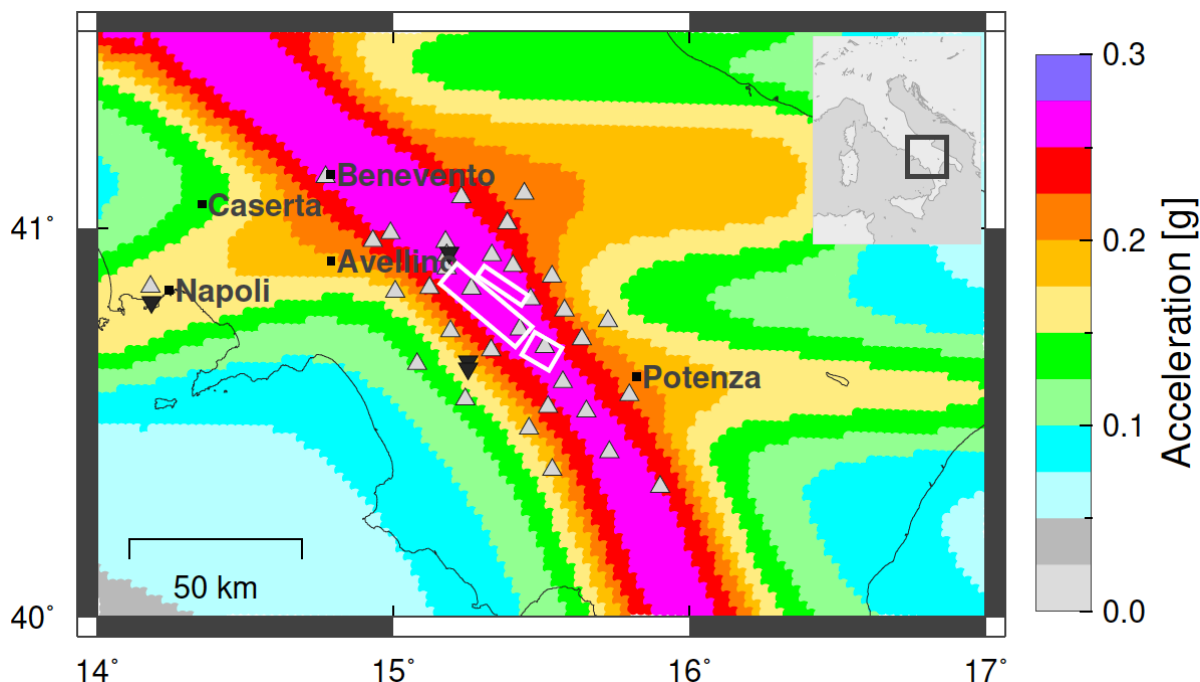 0.3
Benevento
Caserta
41°
0.2
Avellino
Napoli
Potenza
Acceleration [g]
0.1
50 km
40°
0.0
14°
15°
16°
17°